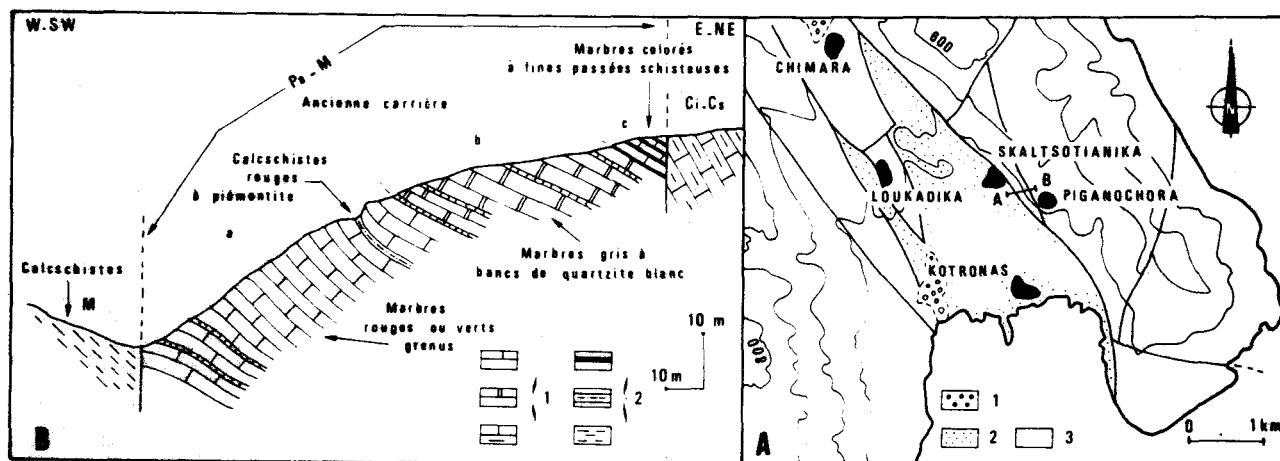 W.SW
E.NE
Ps-M
Ancienne carrière
Marbres colorés
à fines passées schisteuses
Ci.Cs
c
b
Calcschistes
rouges
à piémontite
a
Calcschistes
M
Marbres gris à
bancs de quartzite blanc
Marbres
rouges ou verts
grenus
10 m
10 m
1
2
B
600
CHIMARA
N
SKALTSOTIANIKA
B
A
PIGANOCHORA
LOUKADIKA
KOTRONAS
800
1
2
3
A
0
1 km